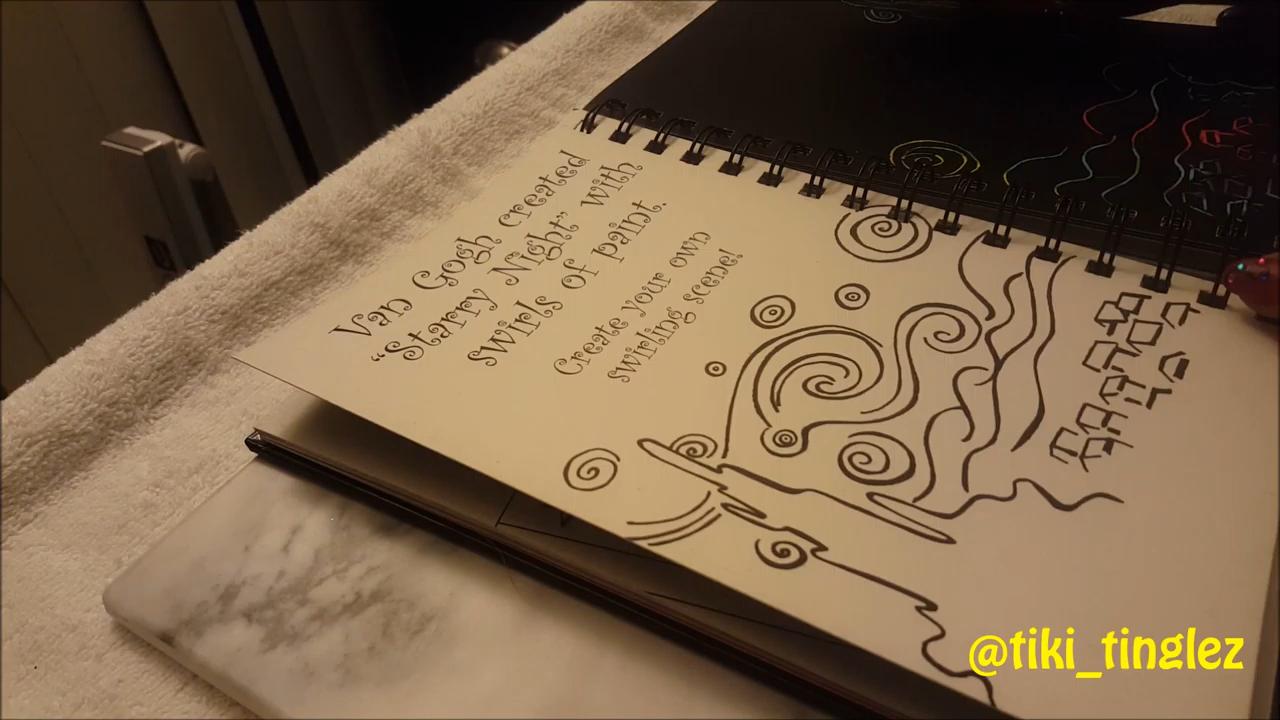 Van Gogh created
"Starry Night" with
swirls of paint.
Create your own
swirling scene!
@tiki_tinglez